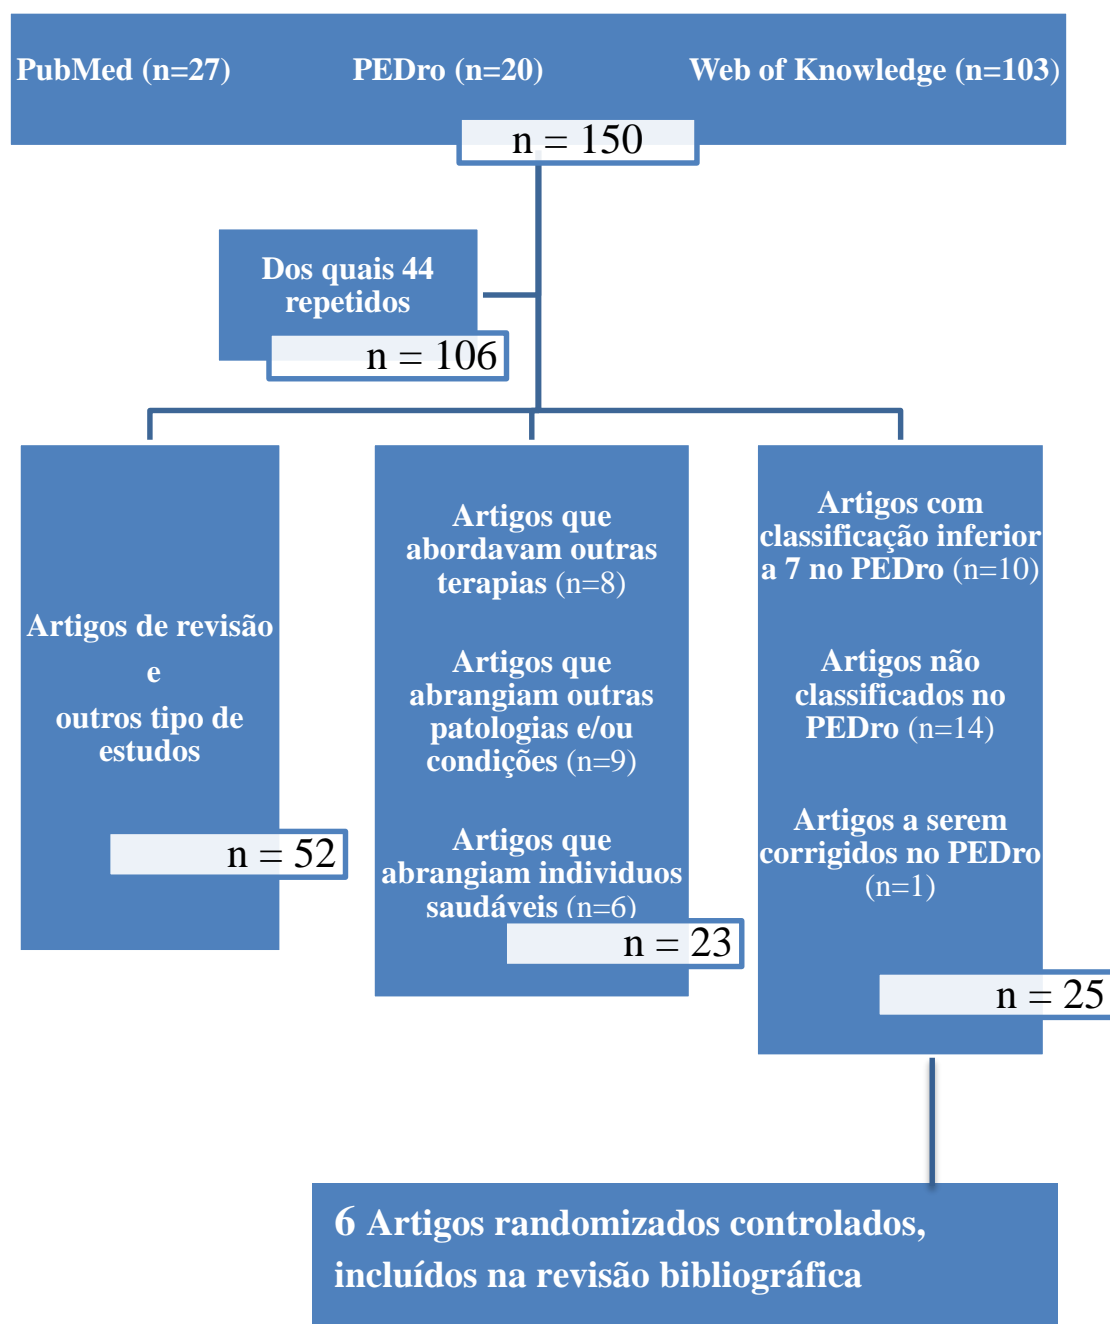 PubMed (n=27) PEDro (n=20) Web of Knowledge (n=103)
n = 150
Dos quais 44
repetidos
n = 106
Artigos de revisão
e
outros tipo de
estudos
n = 52
Artigos que
abordavam outras
terapias (n=8)
Artigos que
abrangiam outras
patologias e/ou
condições (n=9)
Artigos que
abrangiam individuos
saudáveis (n=6)
n = 23
Artigos com
classificação inferior
a 7 no PEDro (n=10)
Artigos não
classificados no
PEDro (n=14)
Artigos a serem
corrigidos no PEDro
(n=1)
n = 25
6 Artigos randomizados controlados,
incluídos na revisão bibliográfica